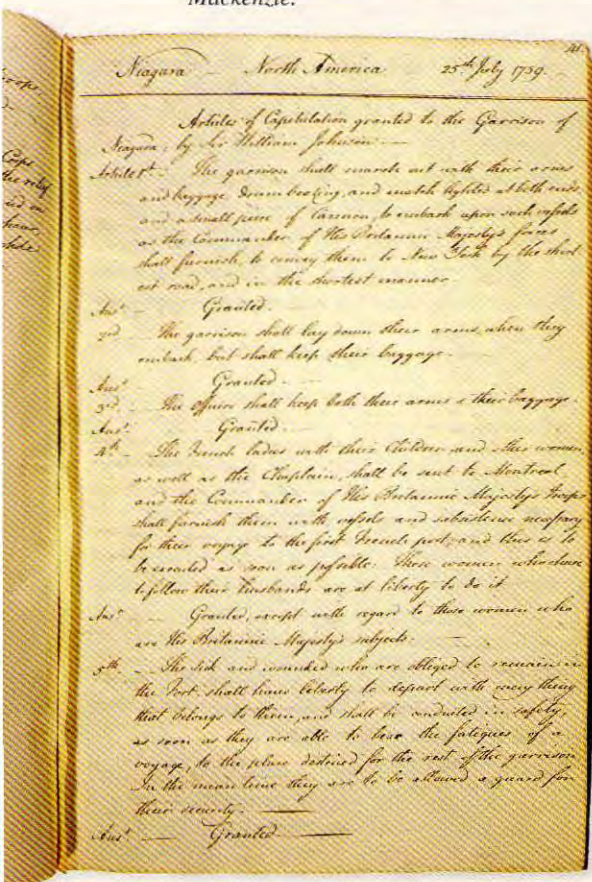 Mackenzie.
Niagara North America 25th July 1759.
Articles of Capitulation granted to the Garrison of
Niagara; by Sir William Johnson.
Article 1st. The garrison shall march out with their arms
and baggage, drum beating, and match lighted at both ends,
and a small piece of Cannon, to embark upon such vessels
as the Commander of His Britannic Majesty's forces
shall furnish, to convey them to New York by the short
est road, and in the shortest manner.
Ansr. Granted.
2nd The garrison shall lay down their arms, when they
embark, but shall keep their baggage.
Ansr. Granted.
3rd. The officers shall keep both their arms & their baggage.
Ansr. Granted.
4th. The French ladies with their Children, and other women,
as well as the Chaplain, shall be sent to Montreal,
and the Commander of His Britannic Majesty's troops
shall furnish them with vessels and subsistence necessary
for their voyage to the first French post, and this is to
be executed as soon as possible. Those women who chuse
to follow their husbands are at liberty to do it.
Ansr. Granted, except with regard to those women who
are His Britannic Majesty's subjects.
5th. The sick and wounded who are obliged to remain in
the Fort, shall have liberty to depart with every thing
that belongs to them, and shall be conducted in safety,
as soon as they are able to bear the fatigues of a
voyage, to the place destined for the rest of the garrison
In the mean time they are to be allowed a guard for
their security.
Ansr. Granted